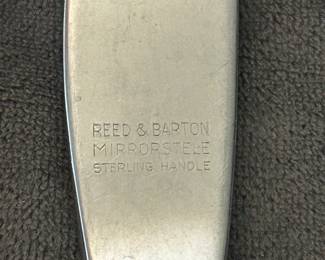 REED & BARTON
MIRRORSTELE
STERLING HANDLE